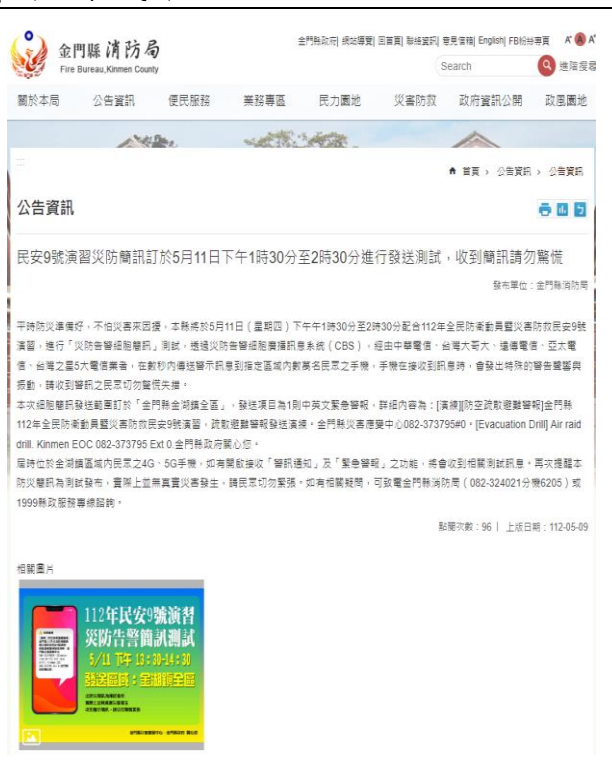 金門縣消防局
Fire Bureau,Kinmen County
金門縣政府| 網站導覽| 回首頁| 聯絡資訊| 意見信箱| English| FB粉絲專頁 A- A A+
Search
進階搜尋
關於本局 公告資訊 便民服務 業務專區 民力園地 災害防救 政府資訊公開 政風園地
首頁 › 公告資訊 › 公告資訊
公告資訊
民安9號演習災防簡訊訂於5月11日下午1時30分至2時30分進行發送測試,收到簡訊請勿驚慌
發布單位:金門縣消防局
平時防災準備好,不怕災害來困擾,本縣將於5月11日(星期四)下午午1時30分至2時30分配合112年全民防衛動員暨災害防救民安9號
演習,進行「災防告警細胞簡訊」測試,透過災防告警細胞廣播訊息系統(CBS),經由中華電信、台灣大哥大、遠傳電信、亞太電
信、台灣之星5大電信業者,在數秒內傳送警示訊息到指定區域內數萬名民眾之手機,手機在接收到訊息時,會發出特殊的警告聲響與
振動,請收到警訊之民眾切勿驚慌失措。
本次細胞簡訊發送範圍訂於「金門縣金湖鎮全區」,發送項目為1則中英文緊急警報,詳細內容為:[演練][防空疏散避難警報]金門縣
112年全民防衛動員暨災害防救民安9號演習,疏散避難警報發送演練。金門縣災害應變中心082-373795#0。[Evacuation Drill] Air raid
drill. Kinmen EOC 082-373795 Ext 0.金門縣政府關心您。
屆時位於金湖鎮區域內民眾之4G、5G手機,如有開啟接收「警訊通知」及「緊急警報」之功能,將會收到相關測試訊息。再次提醒本
防災簡訊為測試發布,實際上並無真實災害發生,請民眾切勿緊張。如有相關疑問,可致電金門縣消防局(082-324021分機6205)或
1999縣政服務專線諮詢。
點閱次數:96 | 上版日期:112-05-09
相關圖片
112年民安9號演習
災防告警簡訊測試
5/11 下午 13:30-14:30
發送區域:金湖鎮全區